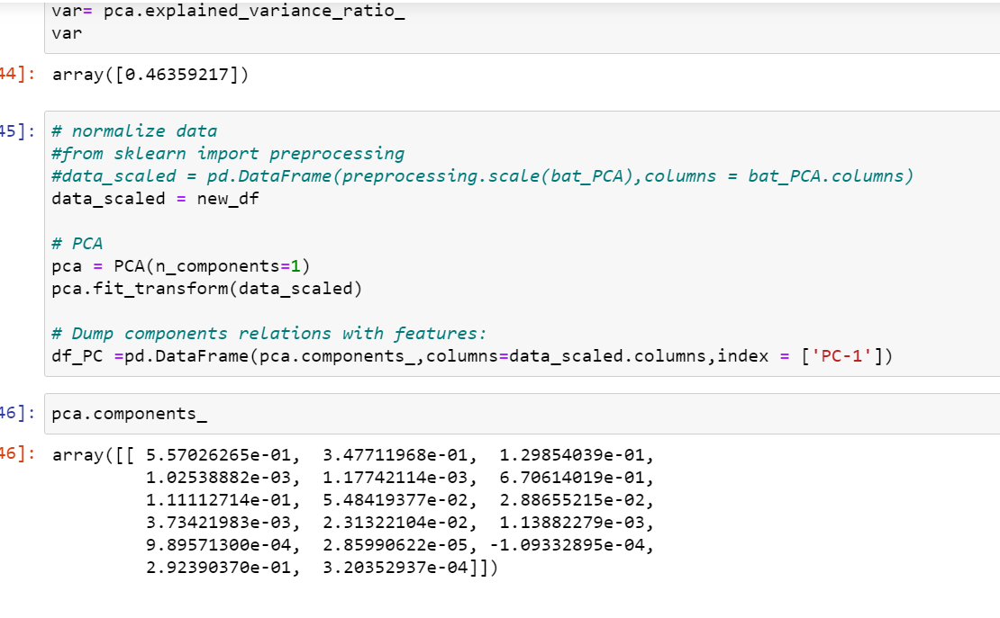 var= pca.explained_variance_ratio_
var
44]: array([0.46359217])
45]: # normalize data
#from sklearn import preprocessing
#data_scaled = pd.DataFrame(preprocessing.scale(bat_PCA),columns = bat_PCA.columns)
data_scaled = new_df
# PCA
pca = PCA(n_components=1)
pca.fit_transform(data_scaled)
# Dump components relations with features:
df_PC =pd.DataFrame(pca.components_,columns=data_scaled.columns,index = ['PC-1'])
46]: pca.components_
46]: array([[ 5.57026265e-01,  3.47711968e-01,  1.29854039e-01,
1.02538882e-03,  1.17742114e-03,  6.70614019e-01,
1.11112714e-01,  5.48419377e-02,  2.88655215e-02,
3.73421983e-03,  2.31322104e-02,  1.13882279e-03,
9.89571300e-04,  2.85990622e-05, -1.09332895e-04,
2.92390370e-01,  3.20352937e-04]])